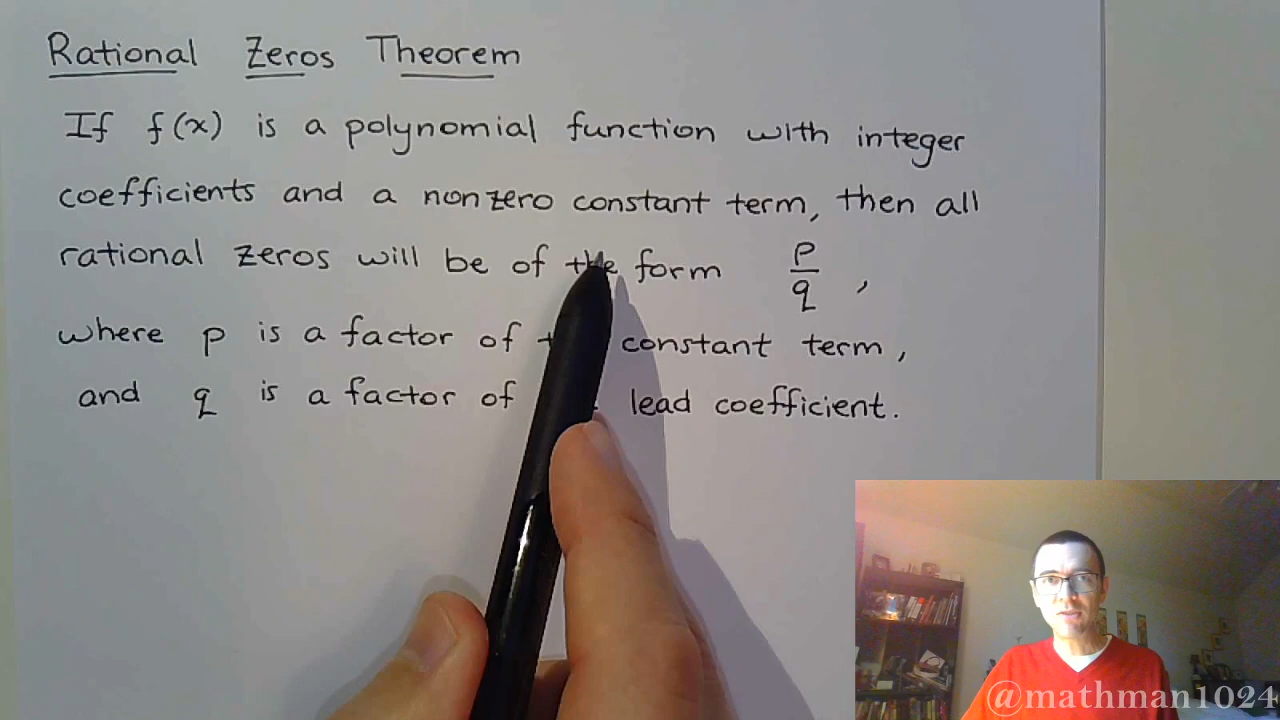 Rational Zeros Theorem
If f(x) is a polynomial function with integer
coefficients and a nonzero constant term, then all
rational zeros will be of the form p/q ,
where p is a factor of constant term,
and q is a factor of lead coefficient.
@mathman1024